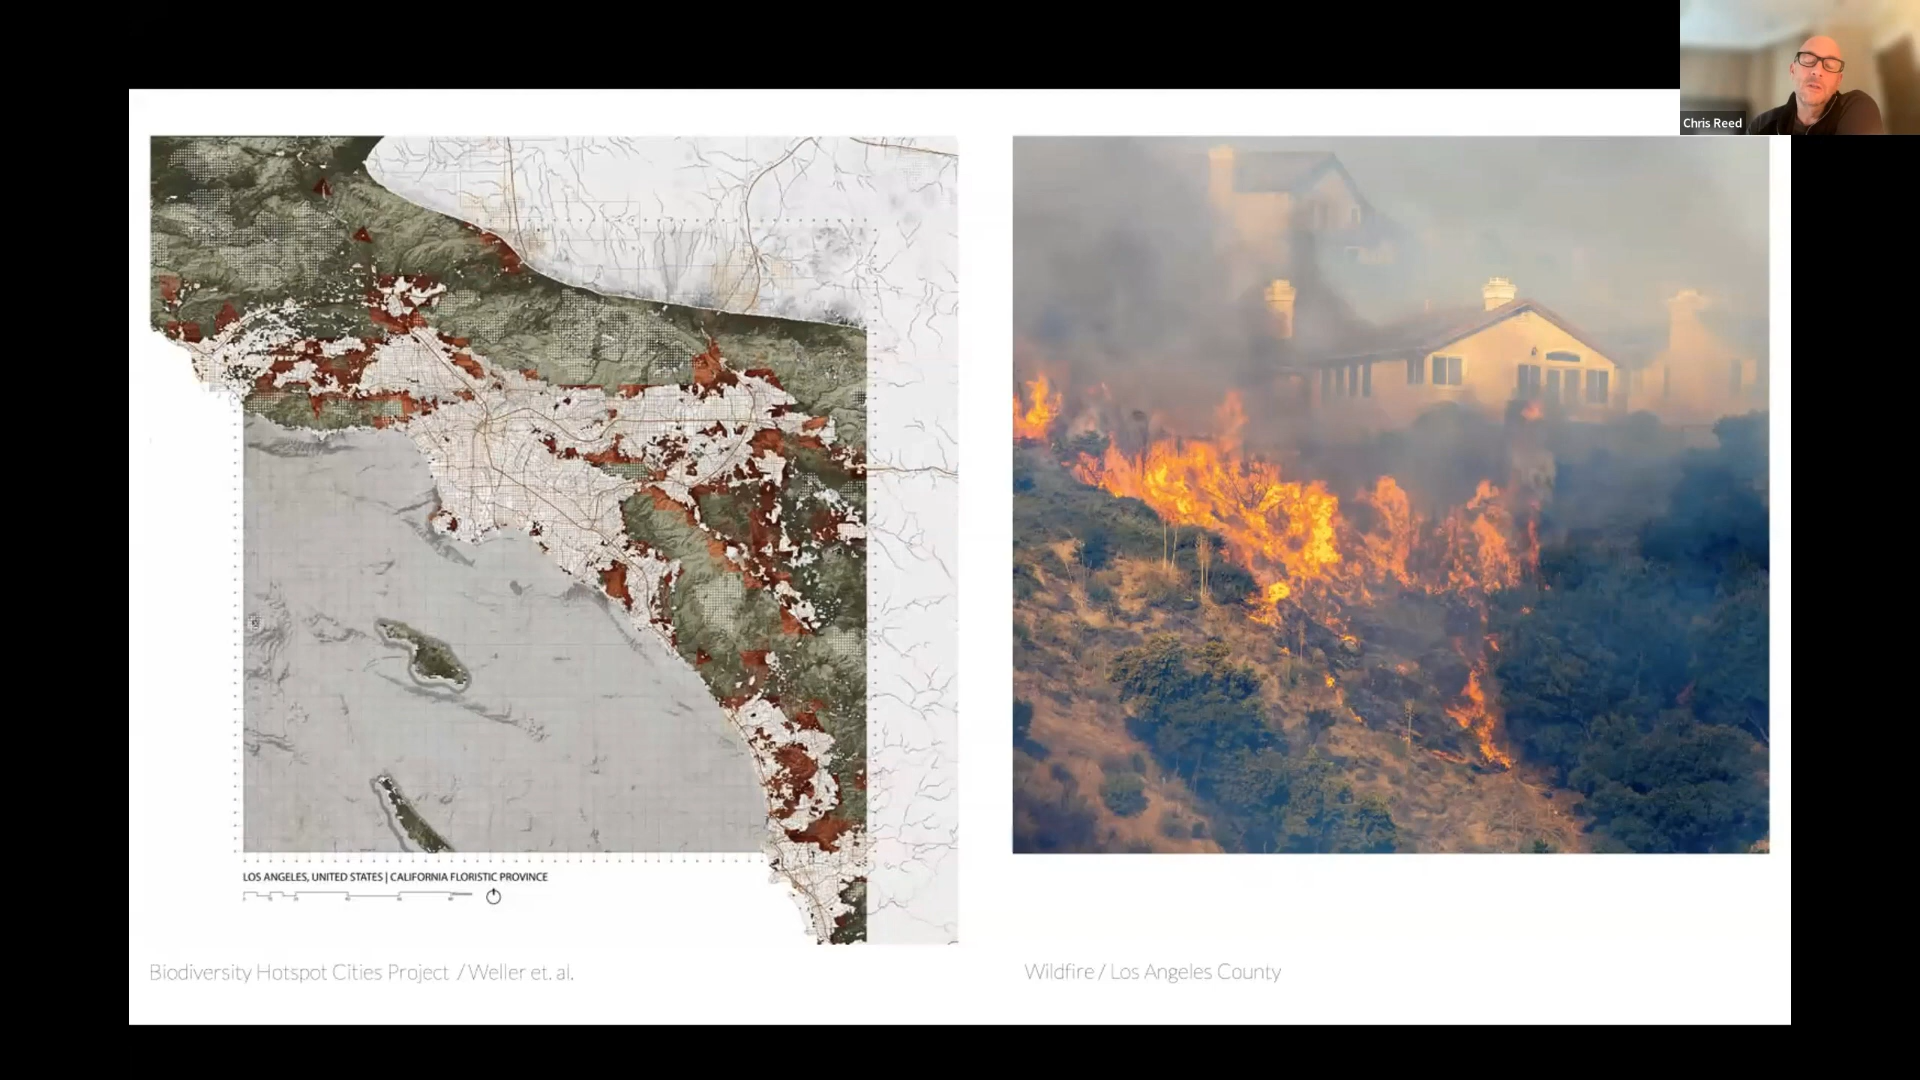 Chris Reed
LOS ANGELES, UNITED STATES | CALIFORNIA FLORISTIC PROVINCE
Biodiversity Hotspot Cities Project / Weller et. al.
Wildfire / Los Angeles County